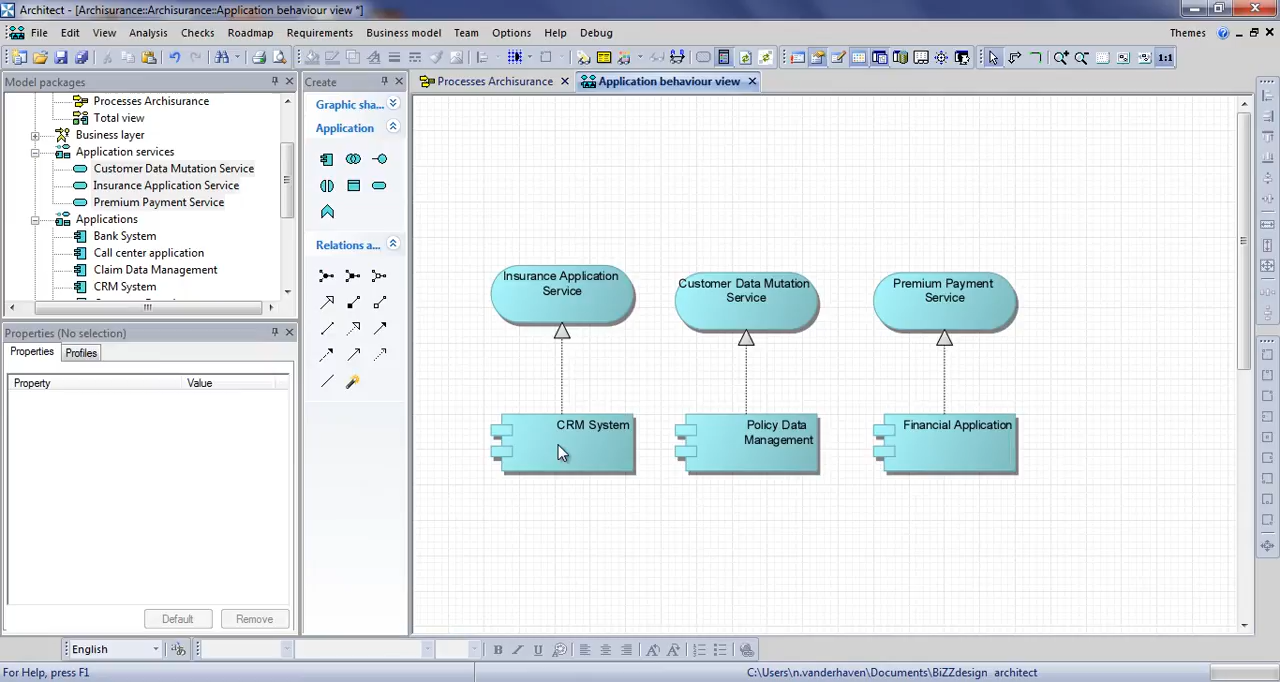 Architect - [Archisurance::Archisurance::Application behaviour view *]
File Edit View Analysis Checks Roadmap Requirements Business model Team Options Help Debug Themes
1:1
Model packages
Processes Archisurance
Total view
Business layer
Application services
Customer Data Mutation Service
Insurance Application Service
Premium Payment Service
Applications
Bank System
Call center application
Claim Data Management
CRM System
Properties (No selection)
Properties Profiles
Property Value
Default Remove
Create
Graphic sha...
Application
Relations a...
Processes Archisurance Application behaviour view
Insurance Application
Service
Customer Data Mutation
Service
Premium Payment
Service
CRM System
Policy Data
Management
Financial Application
English
B I U
For Help, press F1
C:\Users\n.vanderhaven\Documents\BiZZdesign architect